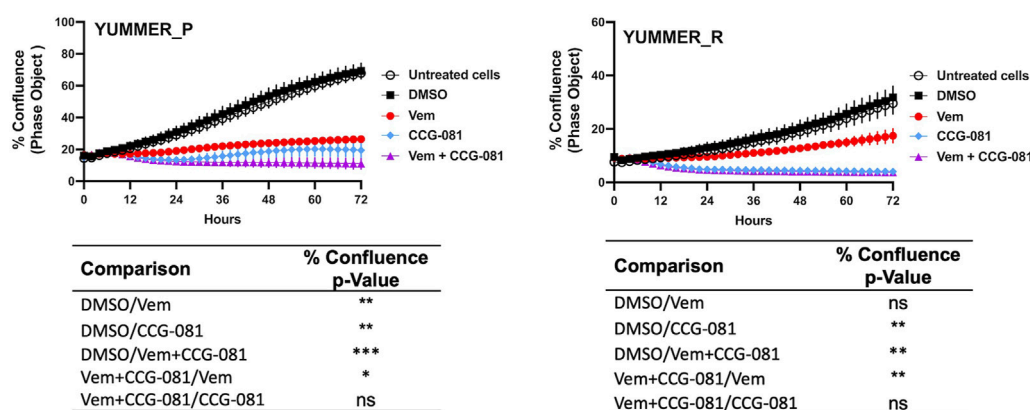 YUMMER_P
% Confluence
(Phase Object )
100
80
60
40
20
0
0 12 24 36 48 60 72
Hours
Untreated cells
DMSO
Vem
CCG-081
Vem + CCG-081
Comparison % Confluence p-Value
DMSO/Vem **
DMSO/CCG-081 **
DMSO/Vem+CCG-081 ***
Vem+CCG-081/Vem *
Vem+CCG-081/CCG-081 ns
YUMMER_R
% Confluence
(Phase Object)
60
40
20
0
0 12 24 36 48 60 72
Hours
Untreated cells
DMSO
Vem
CCG-081
Vem + CCG-081
Comparison % Confluence p-Value
DMSO/Vem ns
DMSO/CCG-081 **
DMSO/Vem+CCG-081 **
Vem+CCG-081/Vem **
Vem+CCG-081/CCG-081 ns